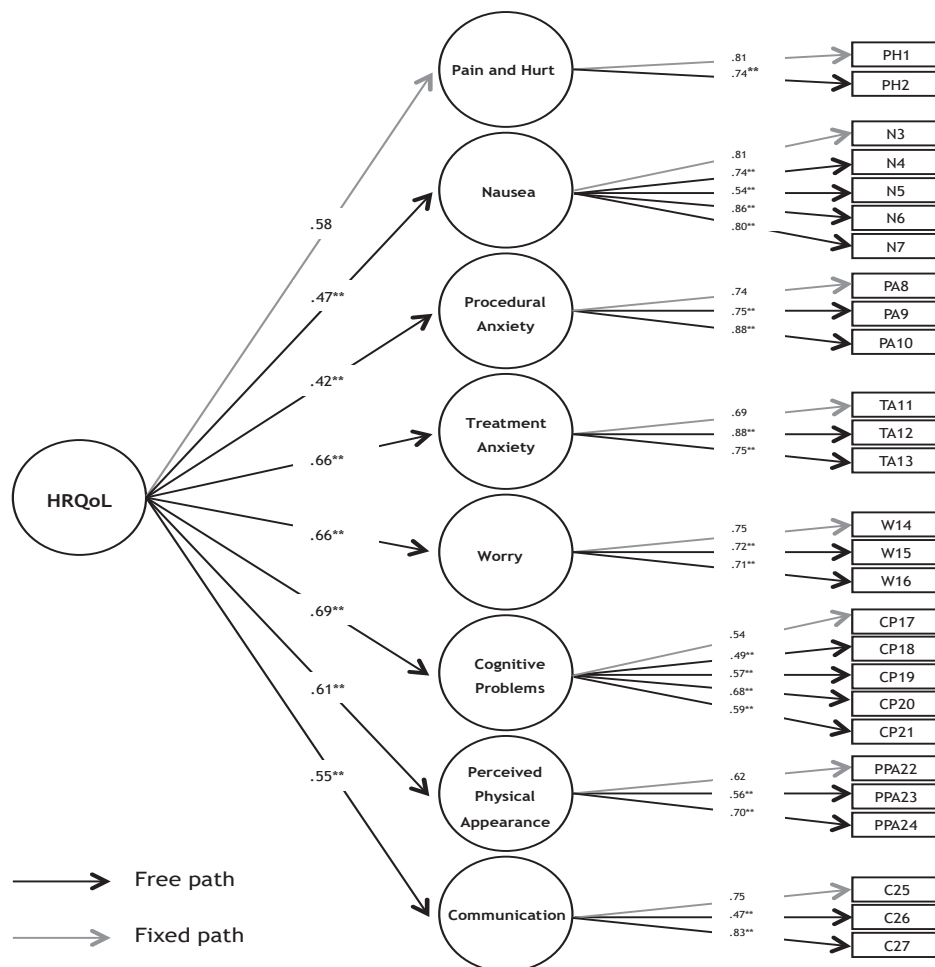 HRQoL
.58
.47**
.42**
.66**
.66**
.69**
.61**
.55**
Pain and Hurt
.81
.74**
PH1
PH2
Nausea
.81
.74**
.54**
.86**
.80**
N3
N4
N5
N6
N7
Procedural
Anxiety
.74
.75**
.88**
PA8
PA9
PA10
Treatment
Anxiety
.69
.88**
.75**
TA11
TA12
TA13
Worry
.75
.72**
.71**
W14
W15
W16
Cognitive
Problems
.54
.49**
.57**
.68**
.59**
CP17
CP18
CP19
CP20
CP21
Perceived
Physical
Appearance
.62
.56**
.70**
PPA22
PPA23
PPA24
Communication
.75
.47**
.83**
C25
C26
C27
Free path
Fixed path